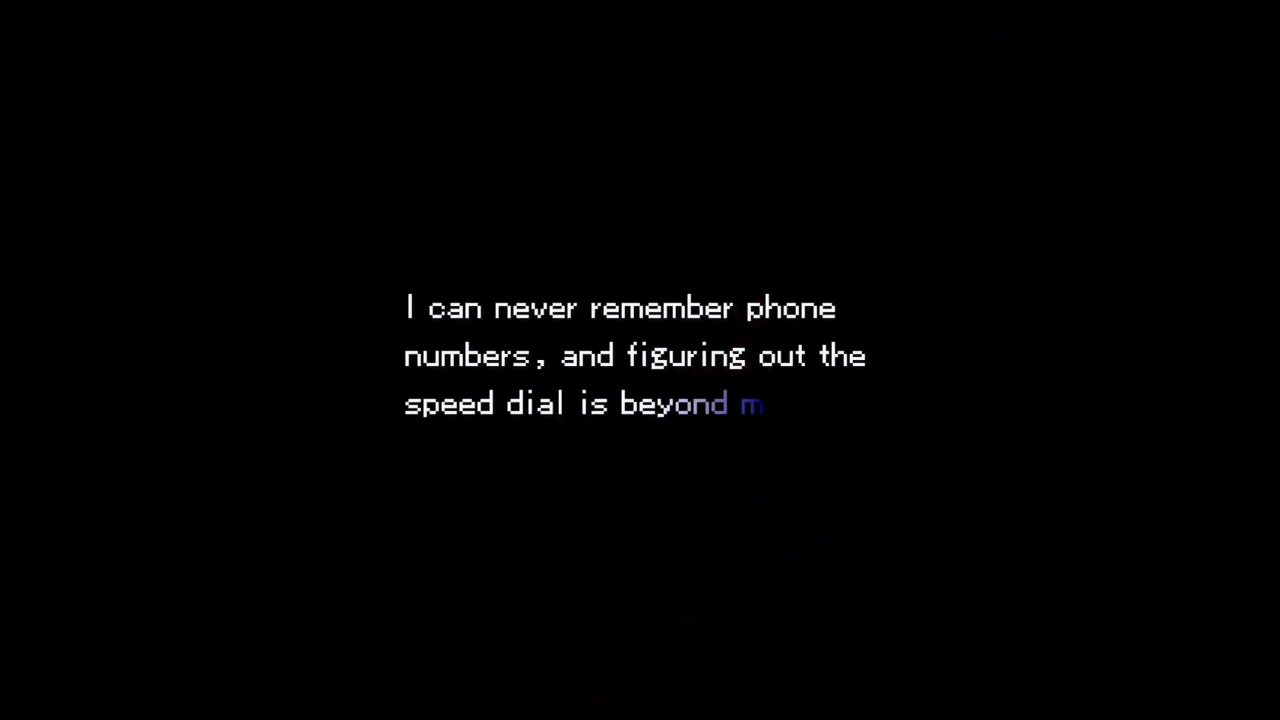 I can never remember phone
numbers, and figuring out the
speed dial is beyond m